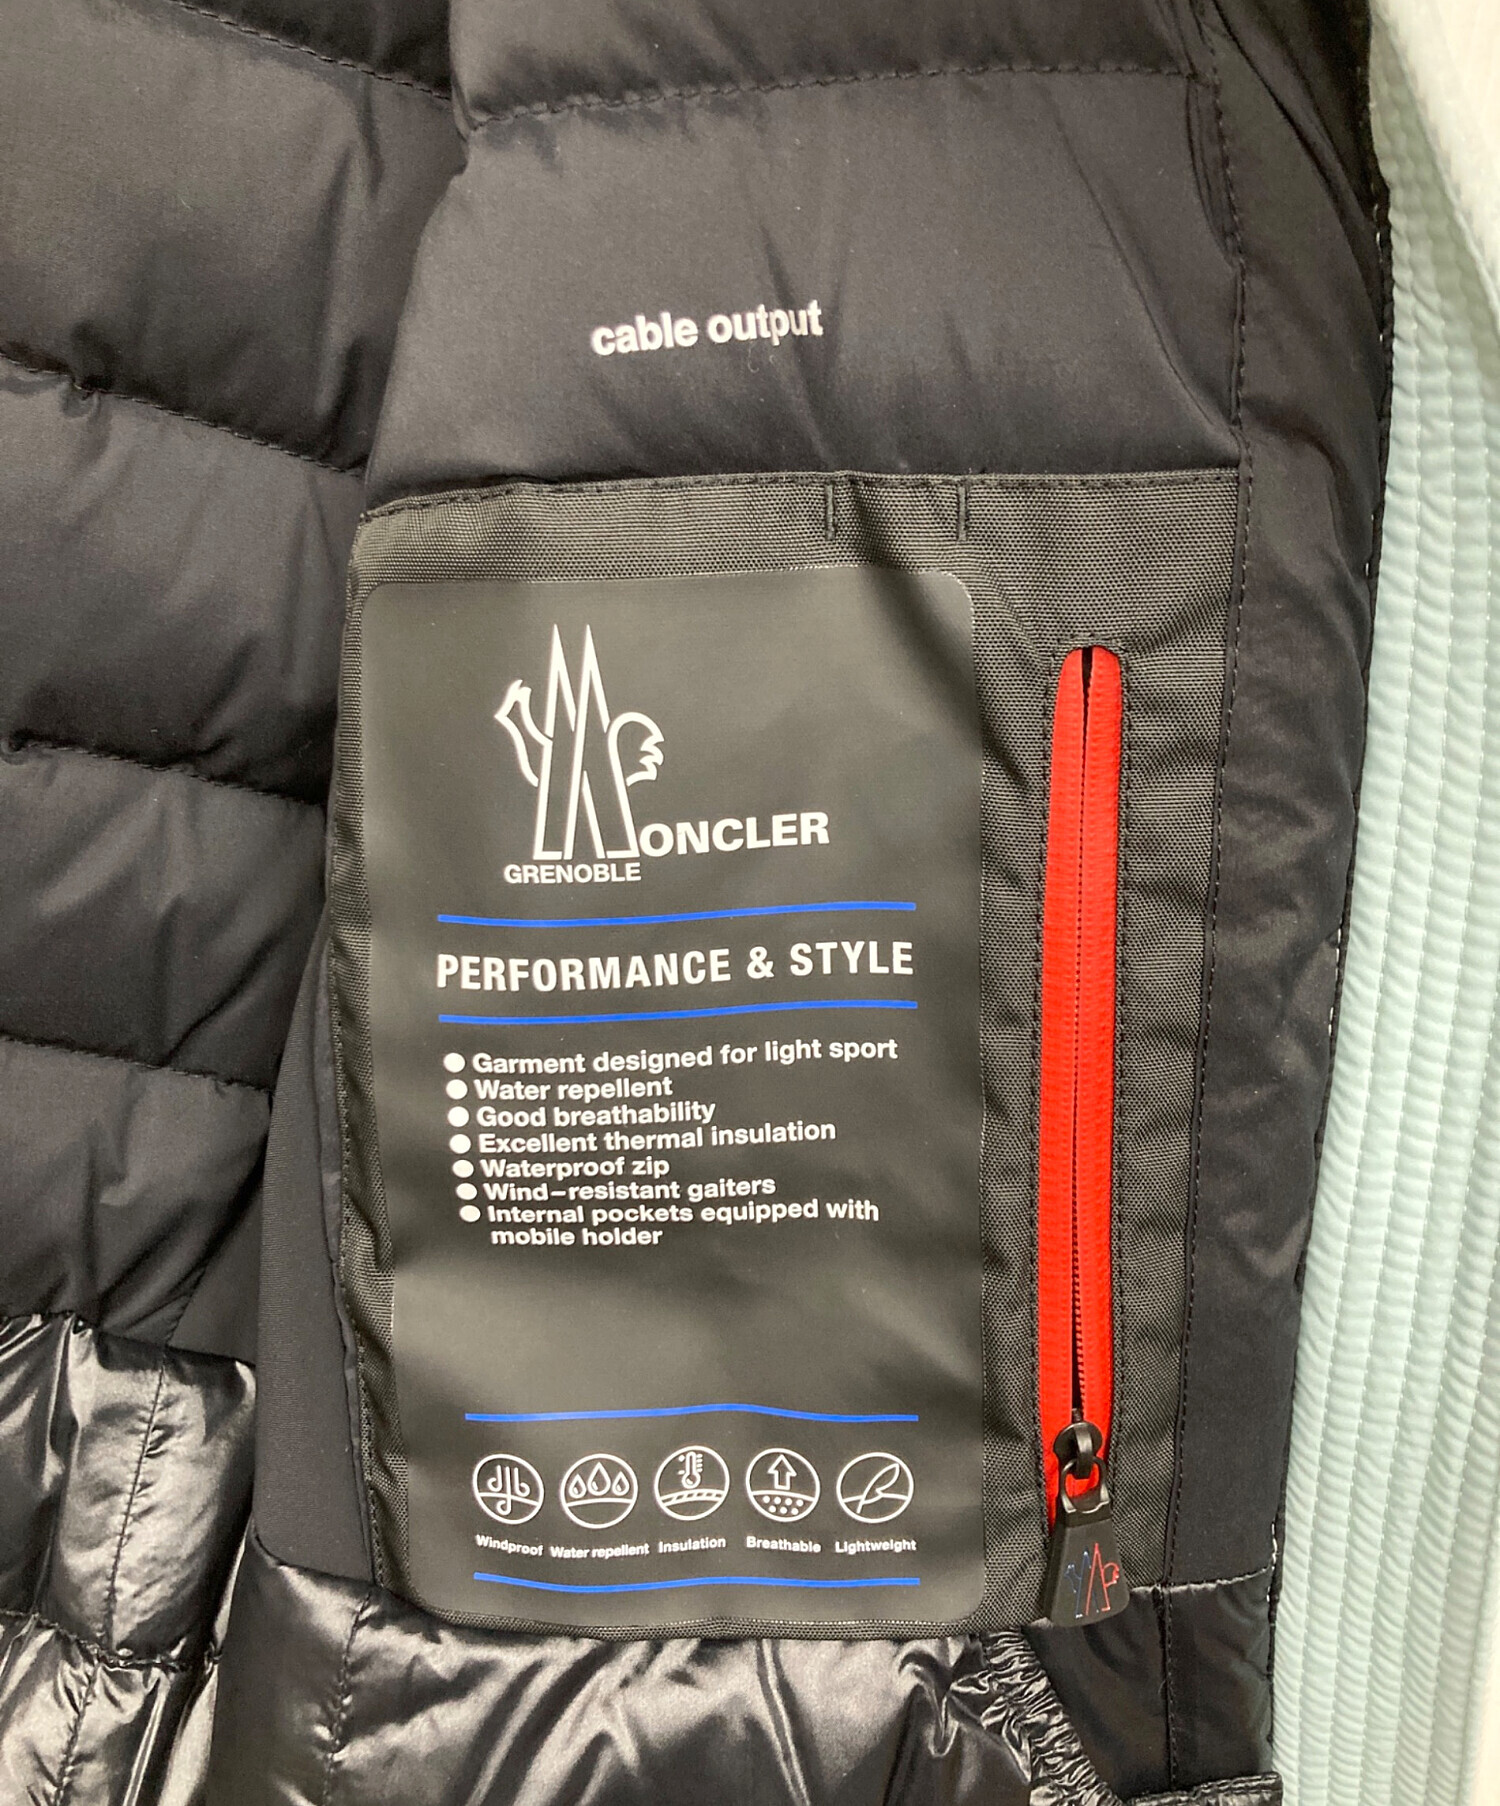 cable output
MONCLER
GRENOBLE
PERFORMANCE & STYLE
● Garment designed for light sport
● Water repellent
● Good breathability
● Excellent thermal insulation
● Waterproof zip
● Wind-resistant gaiters
● Internal pockets equipped with
mobile holder
Windproof Water repellent Insulation Breathable Lightweight